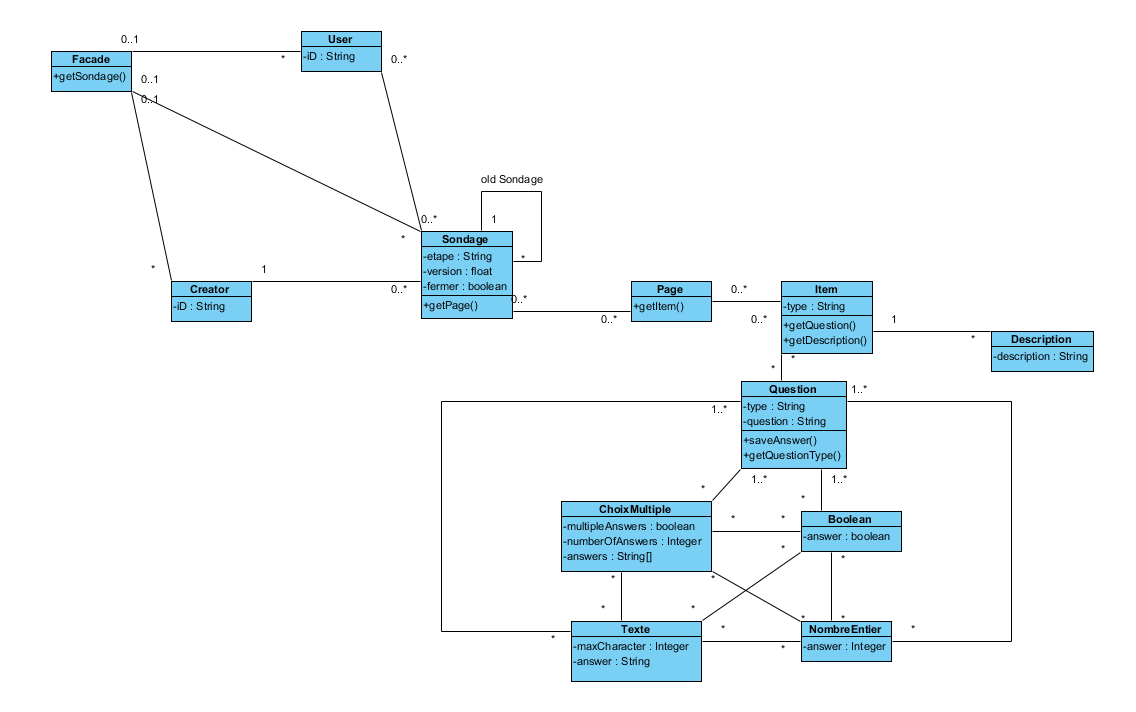 0..1
User
-iD : String
*
0..*
Facade
+getSondage()
0..1
0..1
old Sondage
0..*
1
*
Sondage
-etape : String
-version : float
-fermer : boolean
+getPage()
*
*
Creator
-iD : String
1
0..*
0..*
Page
+getItem()
0..*
0..*
Item
-type : String
+getQuestion()
+getDescription()
0..*
1
*
Description
-description : String
*
*
Question
-type : String
-question : String
+saveAnswer()
+getQuestionType()
1..*
1..*
1..*
1..*
*
*
ChoixMultiple
-multipleAnswers : boolean
-numberOfAnswers : Integer
-answers : String[]
*
*
Boolean
-answer : boolean
*
*
*
*
*
*
*
*
Texte
-maxCharacter : Integer
-answer : String
*
*
*
NombreEntier
-answer : Integer
*
*